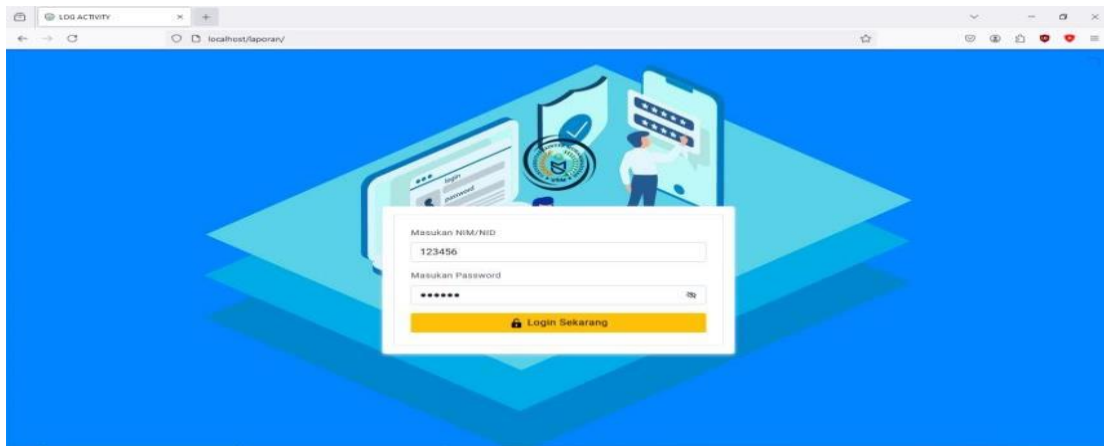 LOG ACTIVITY
localhost/laporan/
login
password
Masukan NIM/NID
123456
Masukan Password
Login Sekarang